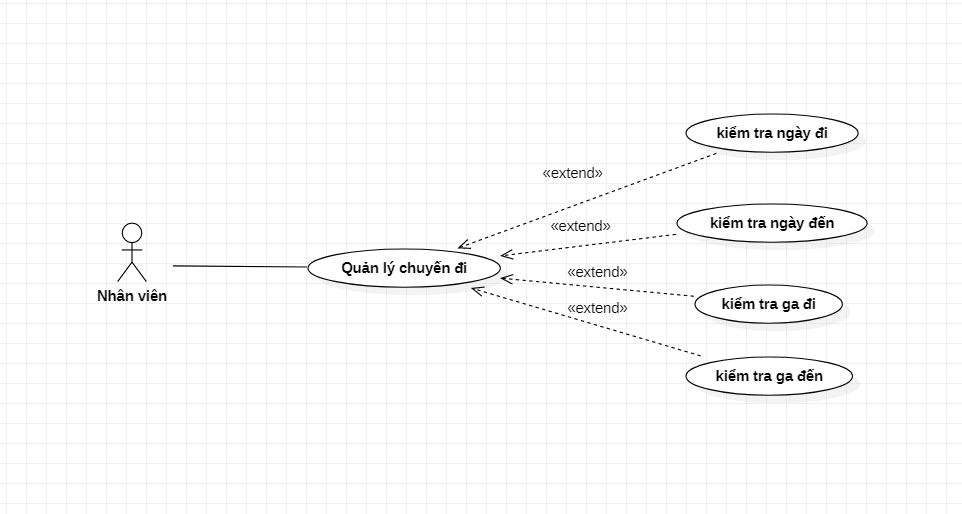 kiểm tra ngày đi
«extend»
kiểm tra ngày đến
«extend»
Quản lý chuyến đi
«extend»
Nhân viên
kiểm tra ga đi
«extend»
kiểm tra ga đến